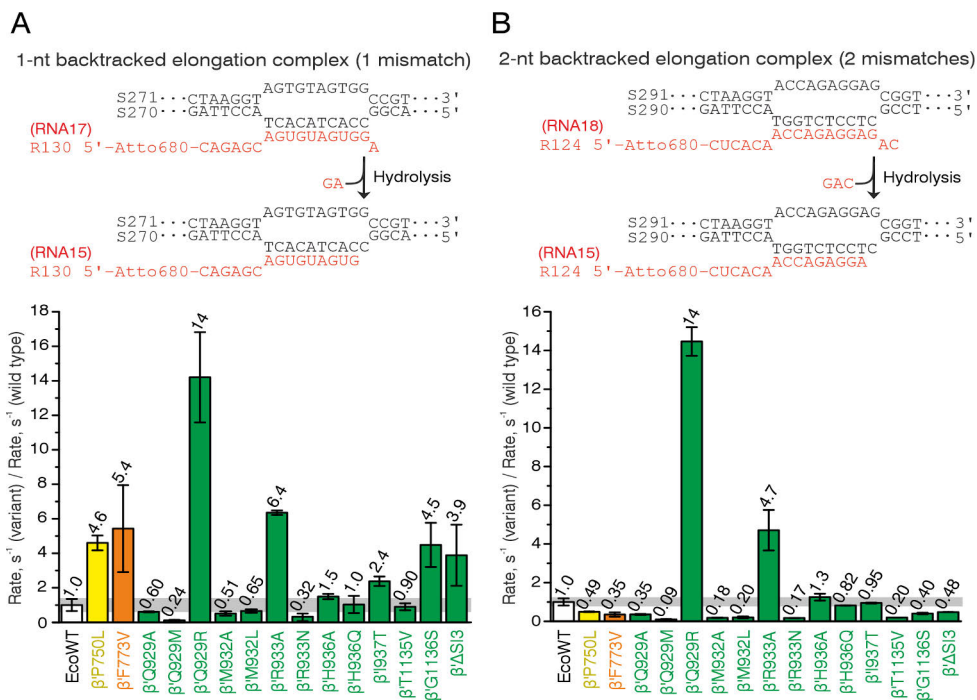 A
1-nt backtracked elongation complex (1 mismatch)
AGTGTAGTGG
S271···CTAAGGT CCGT···3'
S270···GATTCCA GGCA···5'
TCACATCACC
(RNA17)
AGUGUAGUGG
R130 5'-Atto680-CAGAGC A
GA Hydrolysis
AGTGTAGTGG
S271···CTAAGGT CCGT···3'
S270···GATTCCA GGCA···5'
TCACATCACC
(RNA15)
AGUGUAGUG
R130 5'-Atto680-CAGAGC
Rate, s⁻¹ (variant) / Rate, s⁻¹ (wild type)
18
16
14
12
10
8
6
4
2
0
1.0
4.6
5.4
0.60
0.24
14
0.51
0.65
6.4
0.32
1.5
1.0
2.4
0.90
4.5
3.9
EcoWT
β'P750L
β'F773V
β'Q929A
β'Q929M
β'Q929R
β'M932A
β'M932L
β'R933A
β'R933N
β'H936A
β'H936Q
β'I937T
β'T1135V
β'G1136S
β'ΔSI3
B
2-nt backtracked elongation complex (2 mismatches)
ACCAGAGGAG
S291···CTAAGGT CGGT···3'
S290···GATTCCA GCCT···5'
TGGTCTCCTC
(RNA18)
ACCAGAGGAG
R124 5'-Atto680-CUCACA AC
GAC Hydrolysis
ACCAGAGGAG
S291···CTAAGGT CGGT···3'
S290···GATTCCA GCCT···5'
TGGTCTCCTC
(RNA15)
ACCAGAGGA
R124 5'-Atto680-CUCACA
Rate, s⁻¹ (variant) / Rate, s⁻¹ (wild type)
16
14
12
10
8
6
4
2
0
1.0
0.49
0.35
0.35
0.09
14
0.18
0.20
4.7
0.17
1.3
0.82
0.95
0.20
0.40
0.48
EcoWT
β'P750L
β'F773V
β'Q929A
β'Q929M
β'Q929R
β'M932A
β'M932L
β'R933A
β'R933N
β'H936A
β'H936Q
β'I937T
β'T1135V
β'G1136S
β'ΔSI3